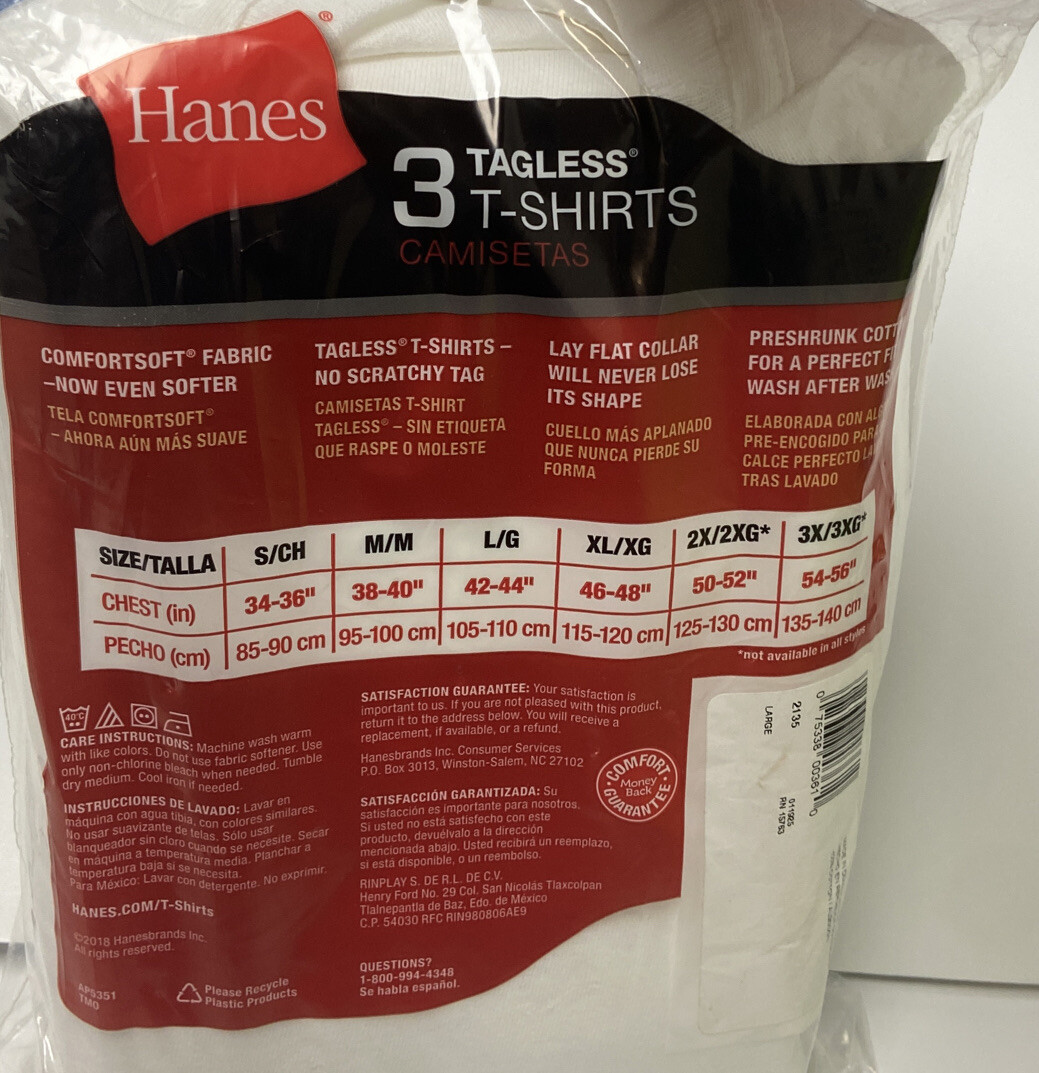 Hanes®
3 TAGLESS®
T-SHIRTS
CAMISETAS
COMFORTSOFT® FABRIC
–NOW EVEN SOFTER
TELA COMFORTSOFT®
– AHORA AÚN MÁS SUAVE
TAGLESS® T-SHIRTS –
NO SCRATCHY TAG
CAMISETAS T-SHIRT
TAGLESS® – SIN ETIQUETA
QUE RASPE O MOLESTE
LAY FLAT COLLAR
WILL NEVER LOSE
ITS SHAPE
CUELLO MÁS APLANADO
QUE NUNCA PIERDE SU
FORMA
PRESHRUNK COTT
FOR A PERFECT FI
WASH AFTER WAS
ELABORADA CON AL
PRE-ENCOGIDO PAR
CALCE PERFECTO LA
TRAS LAVADO
SIZE/TALLA S/CH M/M L/G XL/XG 2X/2XG* 3X/3XG*
CHEST (in) 34-36" 38-40" 42-44" 46-48" 50-52" 54-56"
PECHO (cm) 85-90 cm 95-100 cm 105-110 cm 115-120 cm 125-130 cm 135-140 cm
*not available in all styles
40°C
CARE INSTRUCTIONS: Machine wash warm
with like colors. Do not use fabric softener. Use
only non-chlorine bleach when needed. Tumble
dry medium. Cool iron if needed.
INSTRUCCIONES DE LAVADO: Lavar en
máquina con agua tibia, con colores similares.
No usar suavizante de telas. Sólo usar
blanqueador sin cloro cuando se necesite. Secar
en máquina a temperatura media. Planchar a
temperatura baja si se necesita.
Para México: Lavar con detergente. No exprimir.
HANES.COM/T-Shirts
©2018 Hanesbrands Inc.
All rights reserved.
AP5351
TMO
Please Recycle
Plastic Products
SATISFACTION GUARANTEE: Your satisfaction is
important to us. If you are not pleased with this product,
return it to the address below. You will receive a
replacement, if available, or a refund.
Hanesbrands Inc. Consumer Services
P.O. Box 3013, Winston-Salem, NC 27102
SATISFACCIÓN GARANTIZADA: Su
satisfacción es importante para nosotros.
Si usted no está satisfecho con este
producto, devuélvalo a la dirección
mencionada abajo. Usted recibirá un reemplazo,
si está disponible, o un reembolso.
RINPLAY S. DE R.L. DE C.V.
Henry Ford No. 29 Col. San Nicolás Tlaxcolpan
Tlalnepantla de Baz, Edo. de México
C.P. 54030 RFC RIN980806AE9
QUESTIONS?
1-800-994-4348
Se habla español.
COMFORT
Money
Back
GUARANTEE
0 75338 00361 0
2135
LARGE
011925
RN 15763